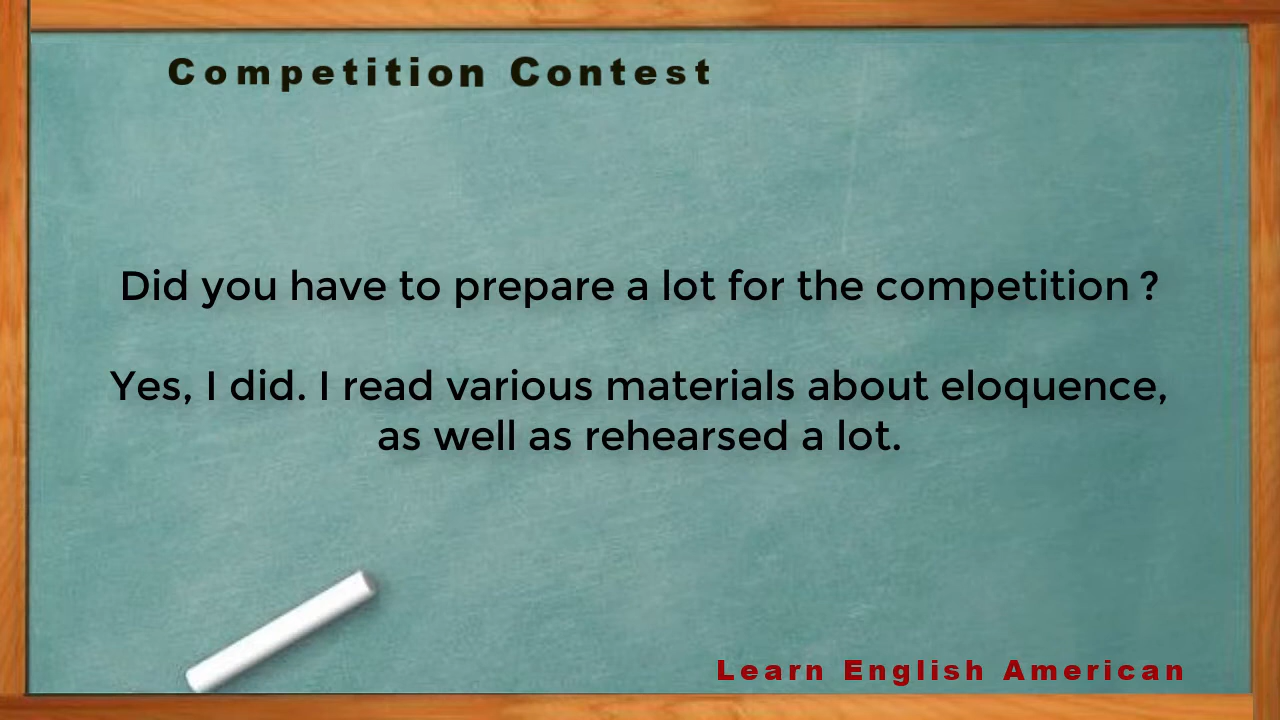 Competition Contest
Did you have to prepare a lot for the competition ?
Yes, I did. I read various materials about eloquence,
as well as rehearsed a lot.
Learn English American